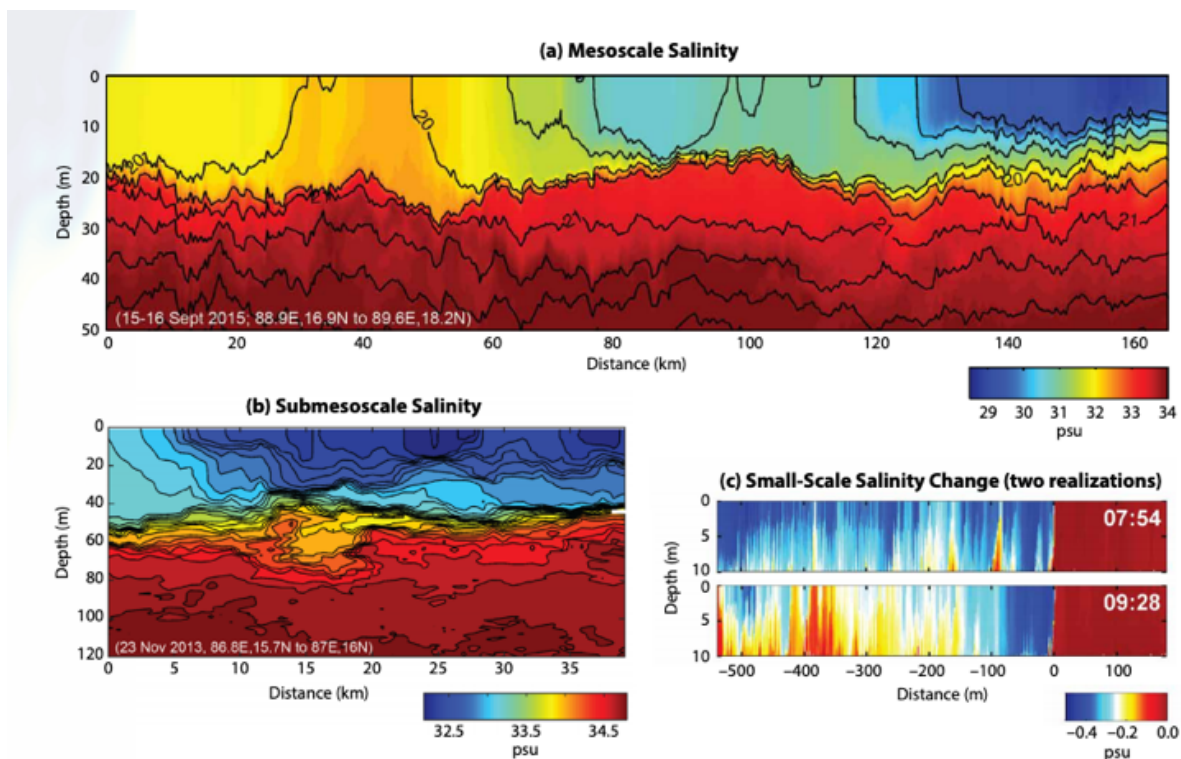 (a) Mesoscale Salinity
0
10
20
30
40
50
Depth (m)
20
20
20
20
21
21
21
21
(15-16 Sept 2015; 88.9E,16.9N to 89.6E,18.2N)
0 20 40 60 80 100 120 140 160
Distance (km)
29 30 31 32 33 34
psu
(b) Submesoscale Salinity
0
20
40
60
80
100
120
Depth (m)
(23 Nov 2013, 86.8E,15.7N to 87E,16N)
0 5 10 15 20 25 30 35
Distance (km)
32.5 33.5 34.5
psu
(c) Small-Scale Salinity Change (two realizations)
0
5
10
07:54
0
5
10
09:28
Depth (m)
−500 −400 −300 −200 −100 0 100
Distance (m)
−0.4 −0.2 0.0
psu